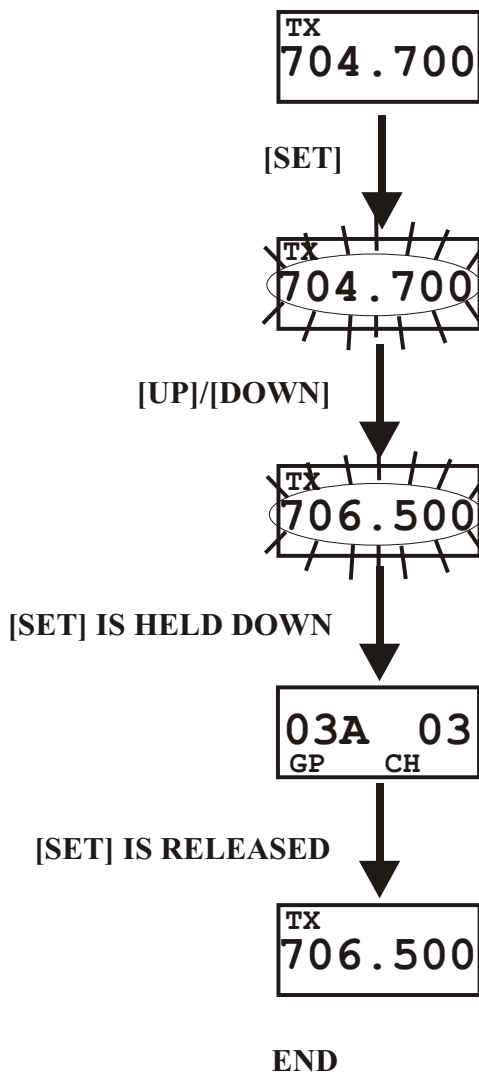 TX
704.700
[SET]
TX
704.700
[UP]/[DOWN]
TX
706.500
[SET] IS HELD DOWN
03A 03
GP CH
[SET] IS RELEASED
TX
706.500
END